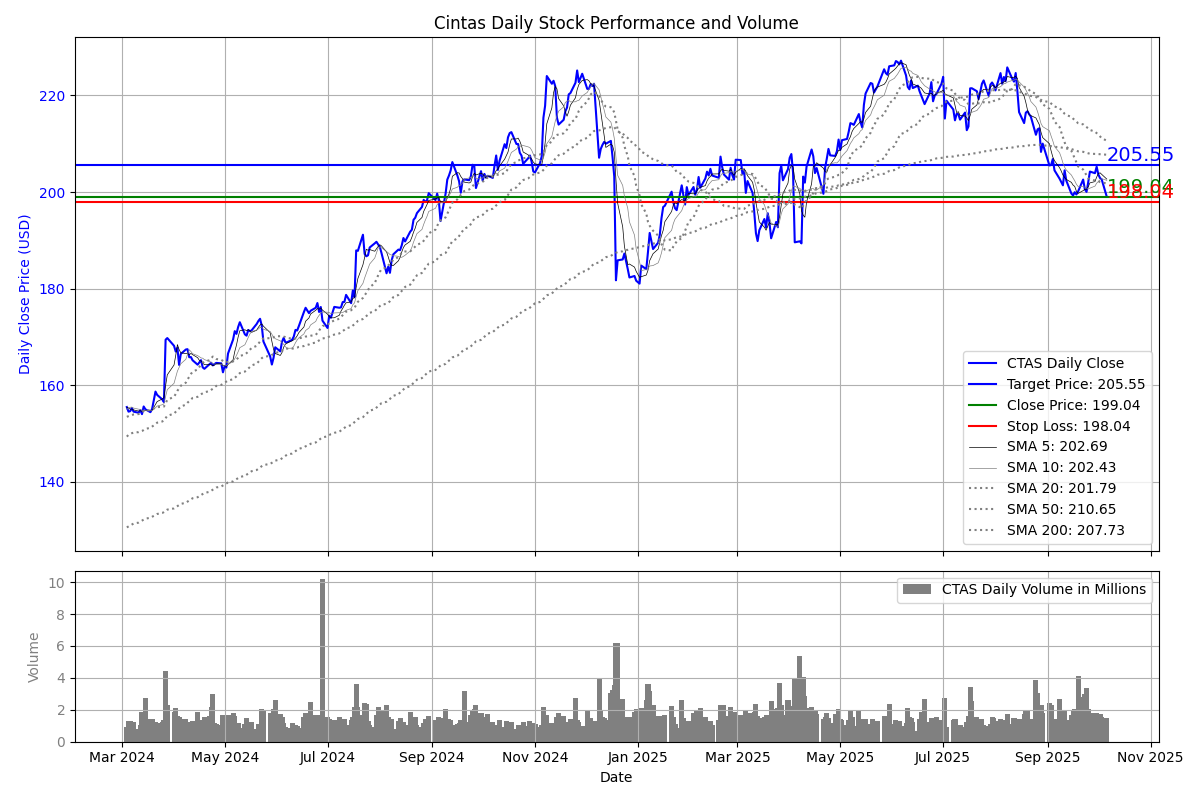 Cintas Daily Stock Performance and Volume
Daily Close Price (USD)
220
200
180
160
140
205.55
199.04
198.04
CTAS Daily Close
Target Price: 205.55
Close Price: 199.04
Stop Loss: 198.04
SMA 5: 202.69
SMA 10: 202.43
SMA 20: 201.79
SMA 50: 210.65
SMA 200: 207.73
Volume
10
8
6
4
2
0
CTAS Daily Volume in Millions
Mar 2024 May 2024 Jul 2024 Sep 2024 Nov 2024 Jan 2025 Mar 2025 May 2025 Jul 2025 Sep 2025 Nov 2025
Date